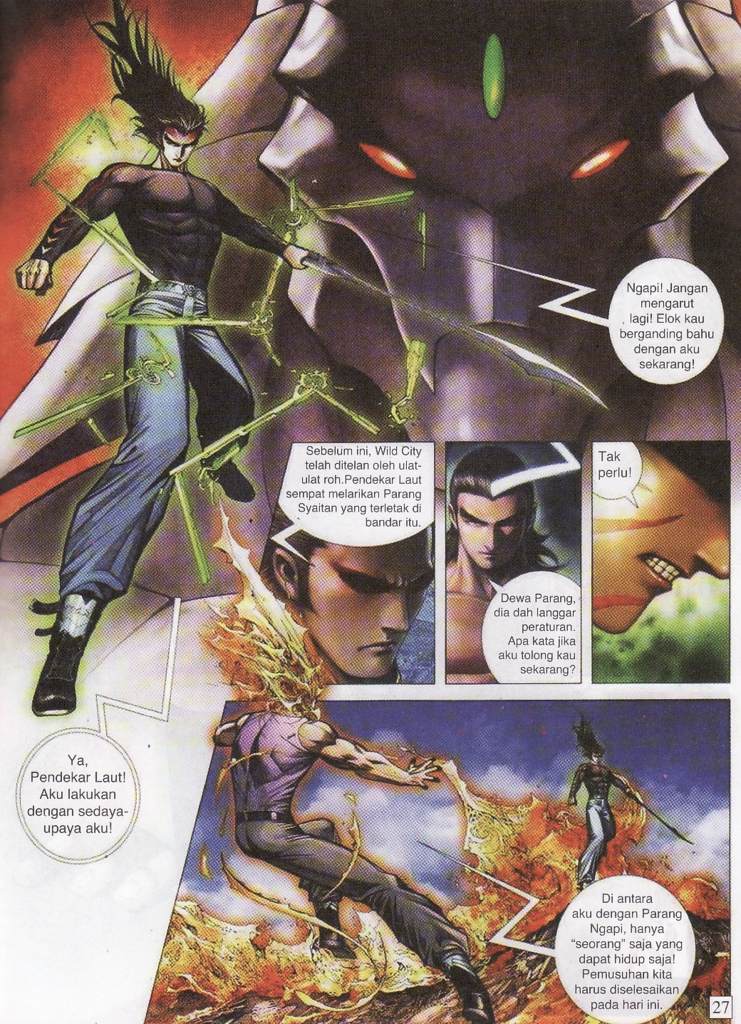 Ngapi! Jangan
mengarut
lagi! Elok kau
berganding bahu
dengan aku
sekarang!
Ya,
Pendekar Laut!
Aku lakukan
dengan sedaya-
upaya aku!
Sebelum ini, Wild City
telah ditelan oleh ulat-
ulat roh.Pendekar Laut
sempat melarikan Parang
Syaitan yang terletak di
bandar itu.
Dewa Parang,
dia dah langgar
peraturan.
Apa kata jika
aku tolong kau
sekarang?
Tak
perlu!
Di antara
aku dengan Parang
Ngapi, hanya
“seorang” saja yang
dapat hidup saja!
Pemusuhan kita
harus diselesaikan
pada hari ini.
27